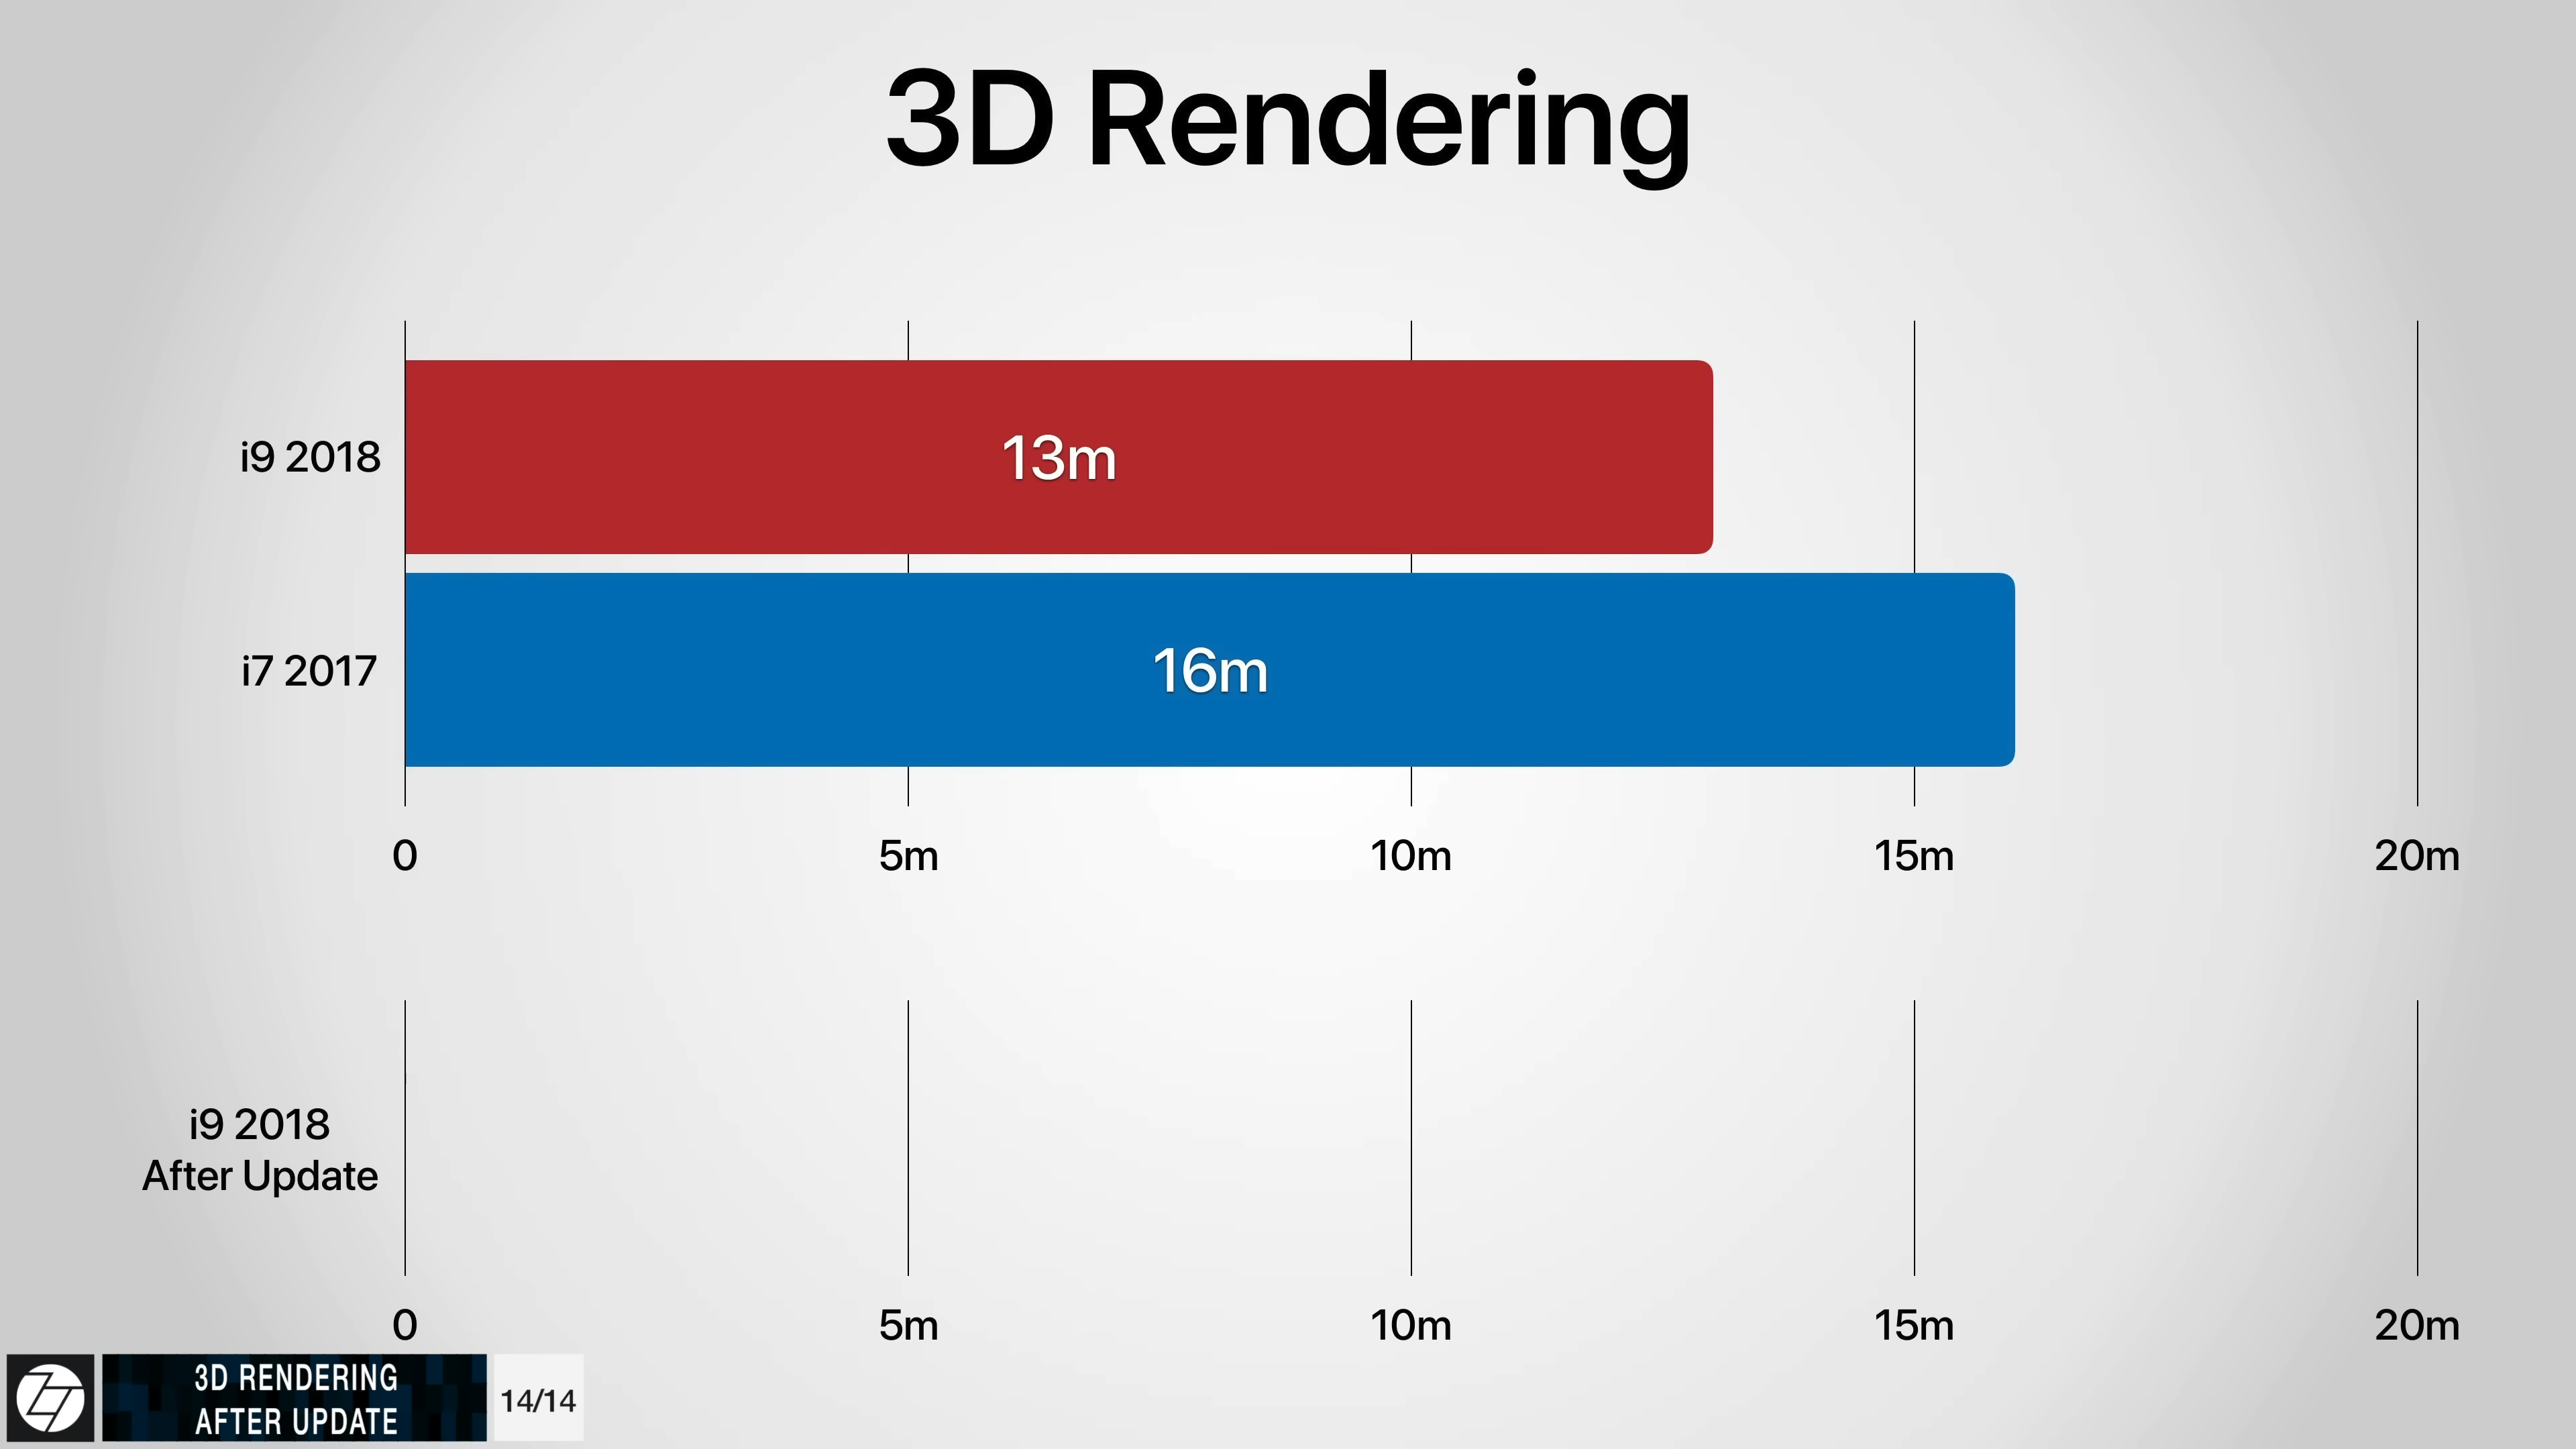 3D Rendering
i9 2018
13m
i7 2017
16m
0 5m 10m 15m 20m
i9 2018
After Update
0 5m 10m 15m 20m
3D RENDERING
AFTER UPDATE
14/14